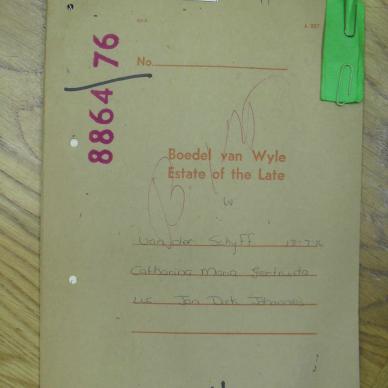 8864/76
No.
Boedel van Wyle
Estate of the Late
W
Van der Schyff
Catharina Maria Gertruida
Jan Dirk Johannes